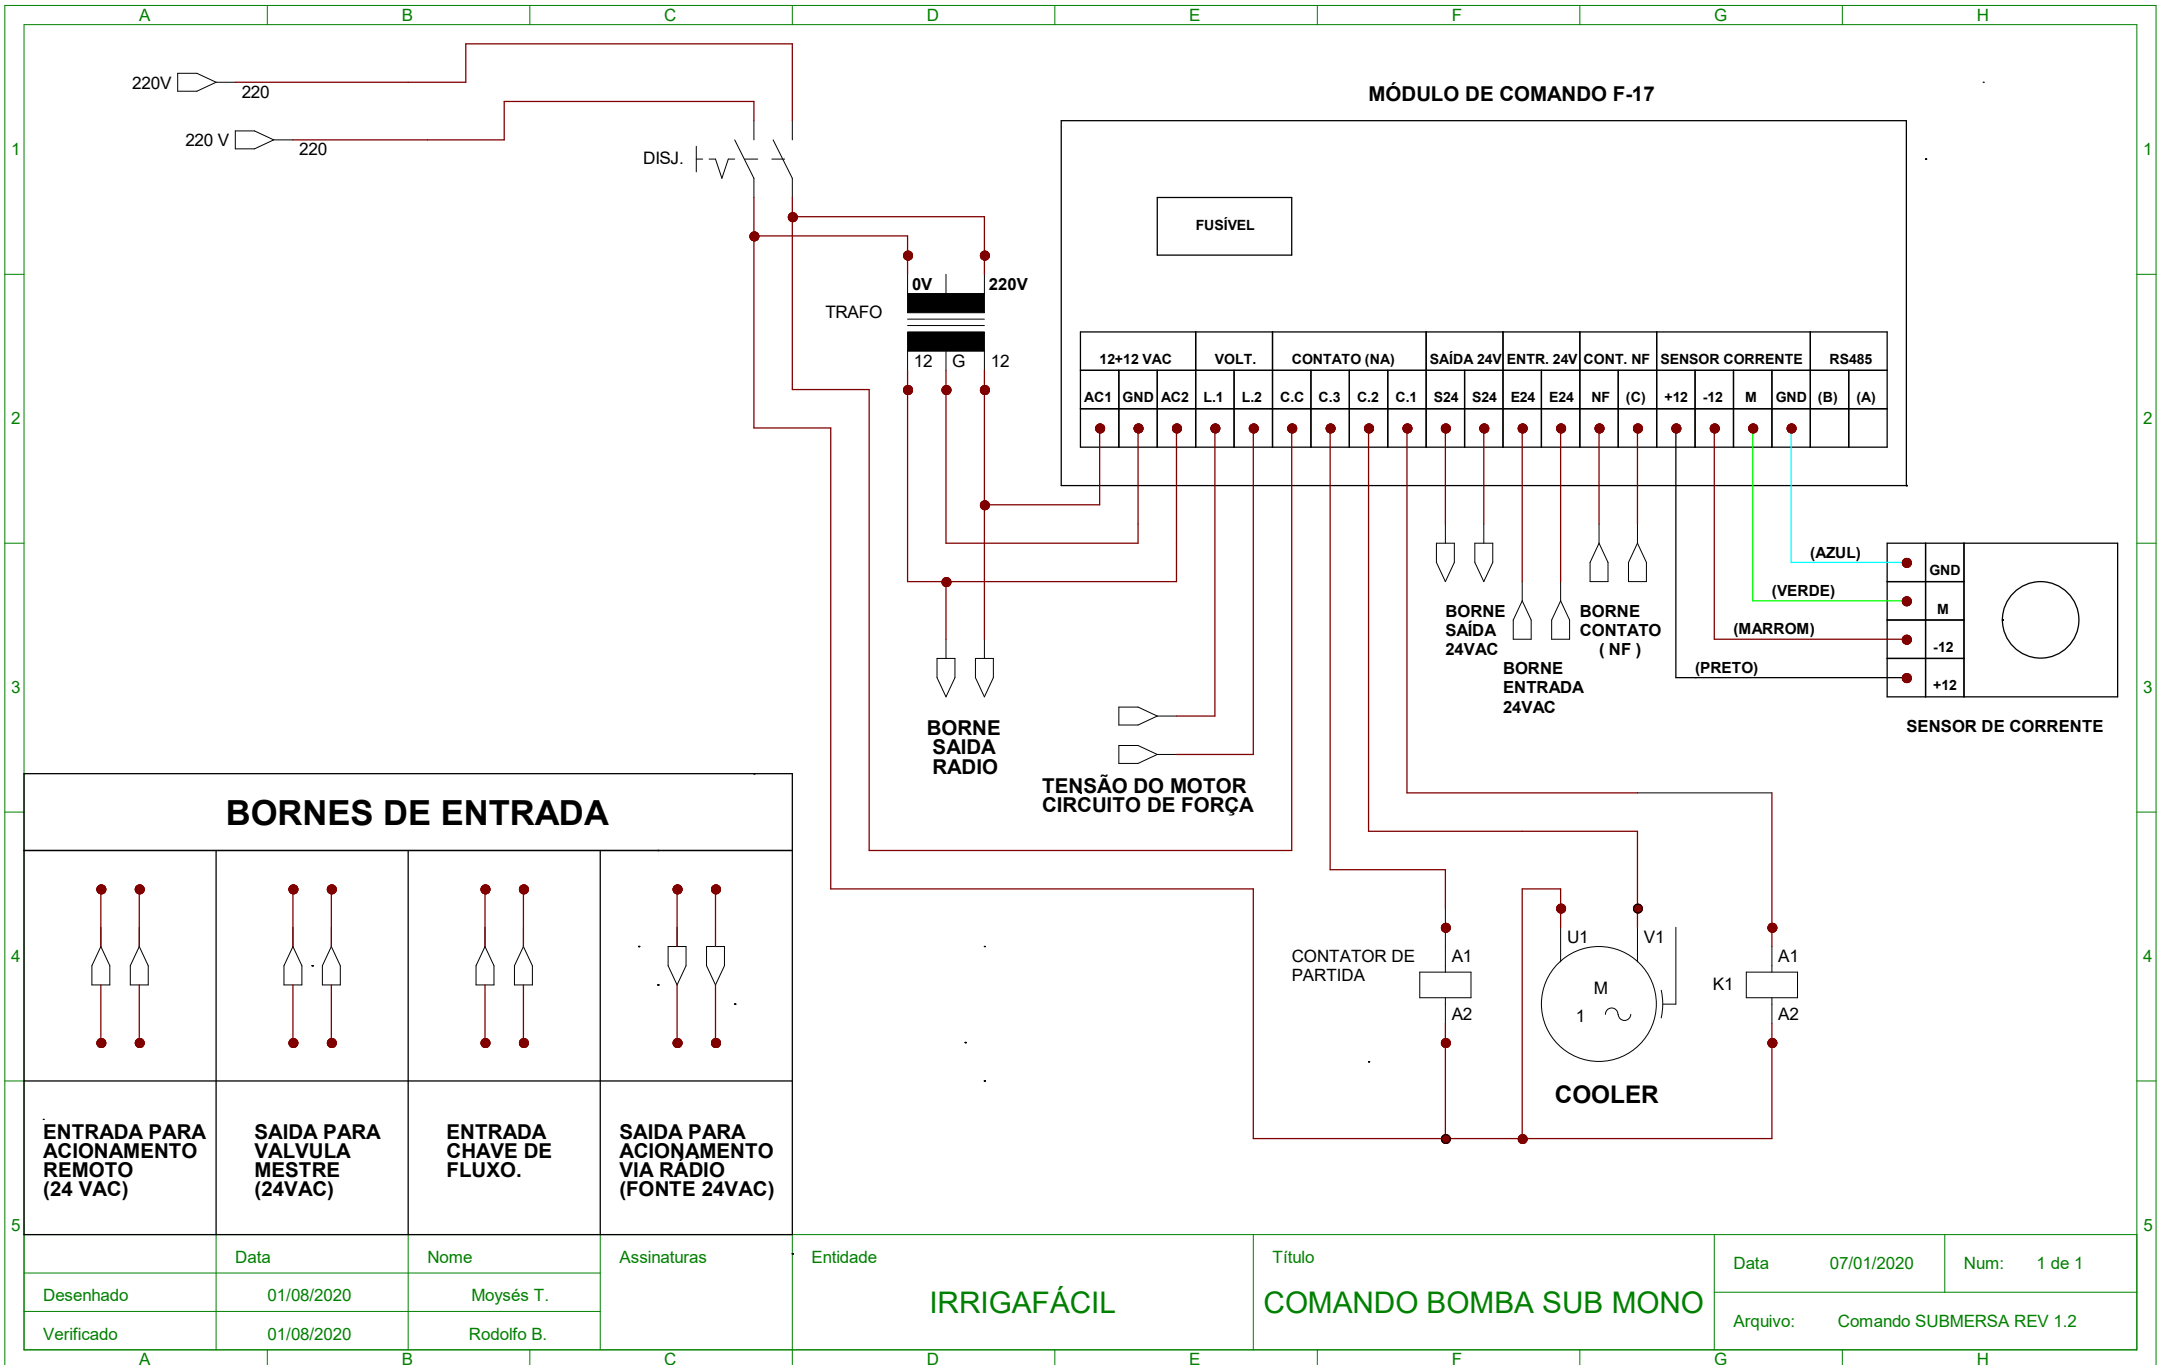 A B C D E F G H
220V
220
220 V
220
1
1
DISJ.
MÓDULO DE COMANDO F-17
FUSÍVEL
0V
220V
TRAFO
12 G 12
12+12 VAC VOLT. CONTATO (NA) SAÍDA 24V ENTR. 24V CONT. NF SENSOR CORRENTE RS485
AC1 GND AC2 L.1 L.2 C.C C.3 C.2 C.1 S24 S24 E24 E24 NF (C) +12 -12 M GND (B) (A)
2
2
(AZUL)
(VERDE)
(MARROM)
(PRETO)
GND
M
-12
+12
SENSOR DE CORRENTE
BORNE
SAÍDA
24VAC
BORNE
ENTRADA
24VAC
BORNE
CONTATO
( NF )
3
3
BORNE
SAIDA
RADIO
TENSÃO DO MOTOR
CIRCUITO DE FORÇA
BORNES DE ENTRADA
4
4
CONTATOR DE
PARTIDA
A1
A2
U1
V1
M
1
COOLER
K1
A1
A2
ENTRADA PARA
ACIONAMENTO
REMOTO
(24 VAC)
SAIDA PARA
VALVULA
MESTRE
(24VAC)
ENTRADA
CHAVE DE
FLUXO.
SAIDA PARA
ACIONAMENTO
VIA RÁDIO
(FONTE 24VAC)
5
5
Data Nome Assinaturas
Desenhado 01/08/2020 Moysés T.
Verificado 01/08/2020 Rodolfo B.
Entidade
IRRIGAFÁCIL
Título
COMANDO BOMBA SUB MONO
Data 07/01/2020 Num: 1 de 1
Arquivo: Comando SUBMERSA REV 1.2
A B C D E F G H